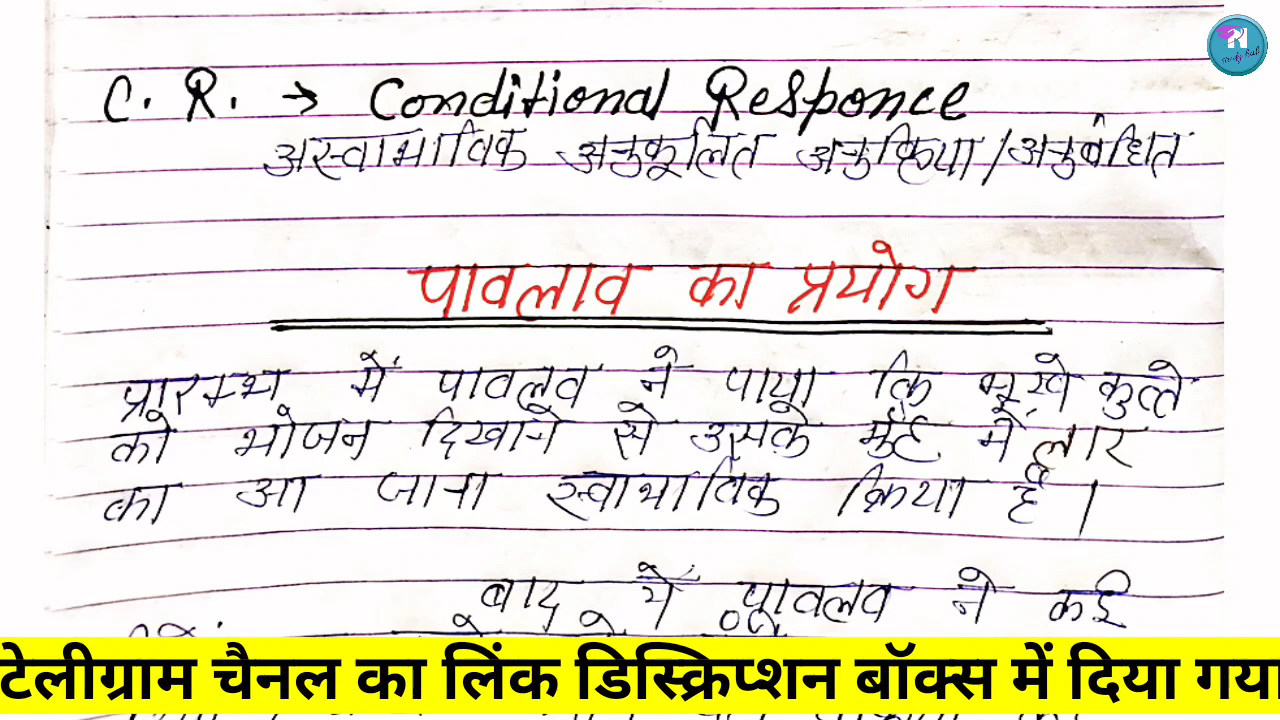 C. R. → Conditional Responce
अस्वाभाविक अनुकूलित अनुक्रिया/अनुबंधित
पावलाव का प्रयोग
प्रारम्भ में पावलव ने पाया कि भूखे कुत्ते
को भोजन दिखाने से उसके मुंह में लार
का आ जाना स्वाभाविक क्रिया है।
बाद में पावलव ने कई
टेलीग्राम चैनल का लिंक डिस्क्रिप्शन बॉक्स में दिया गया